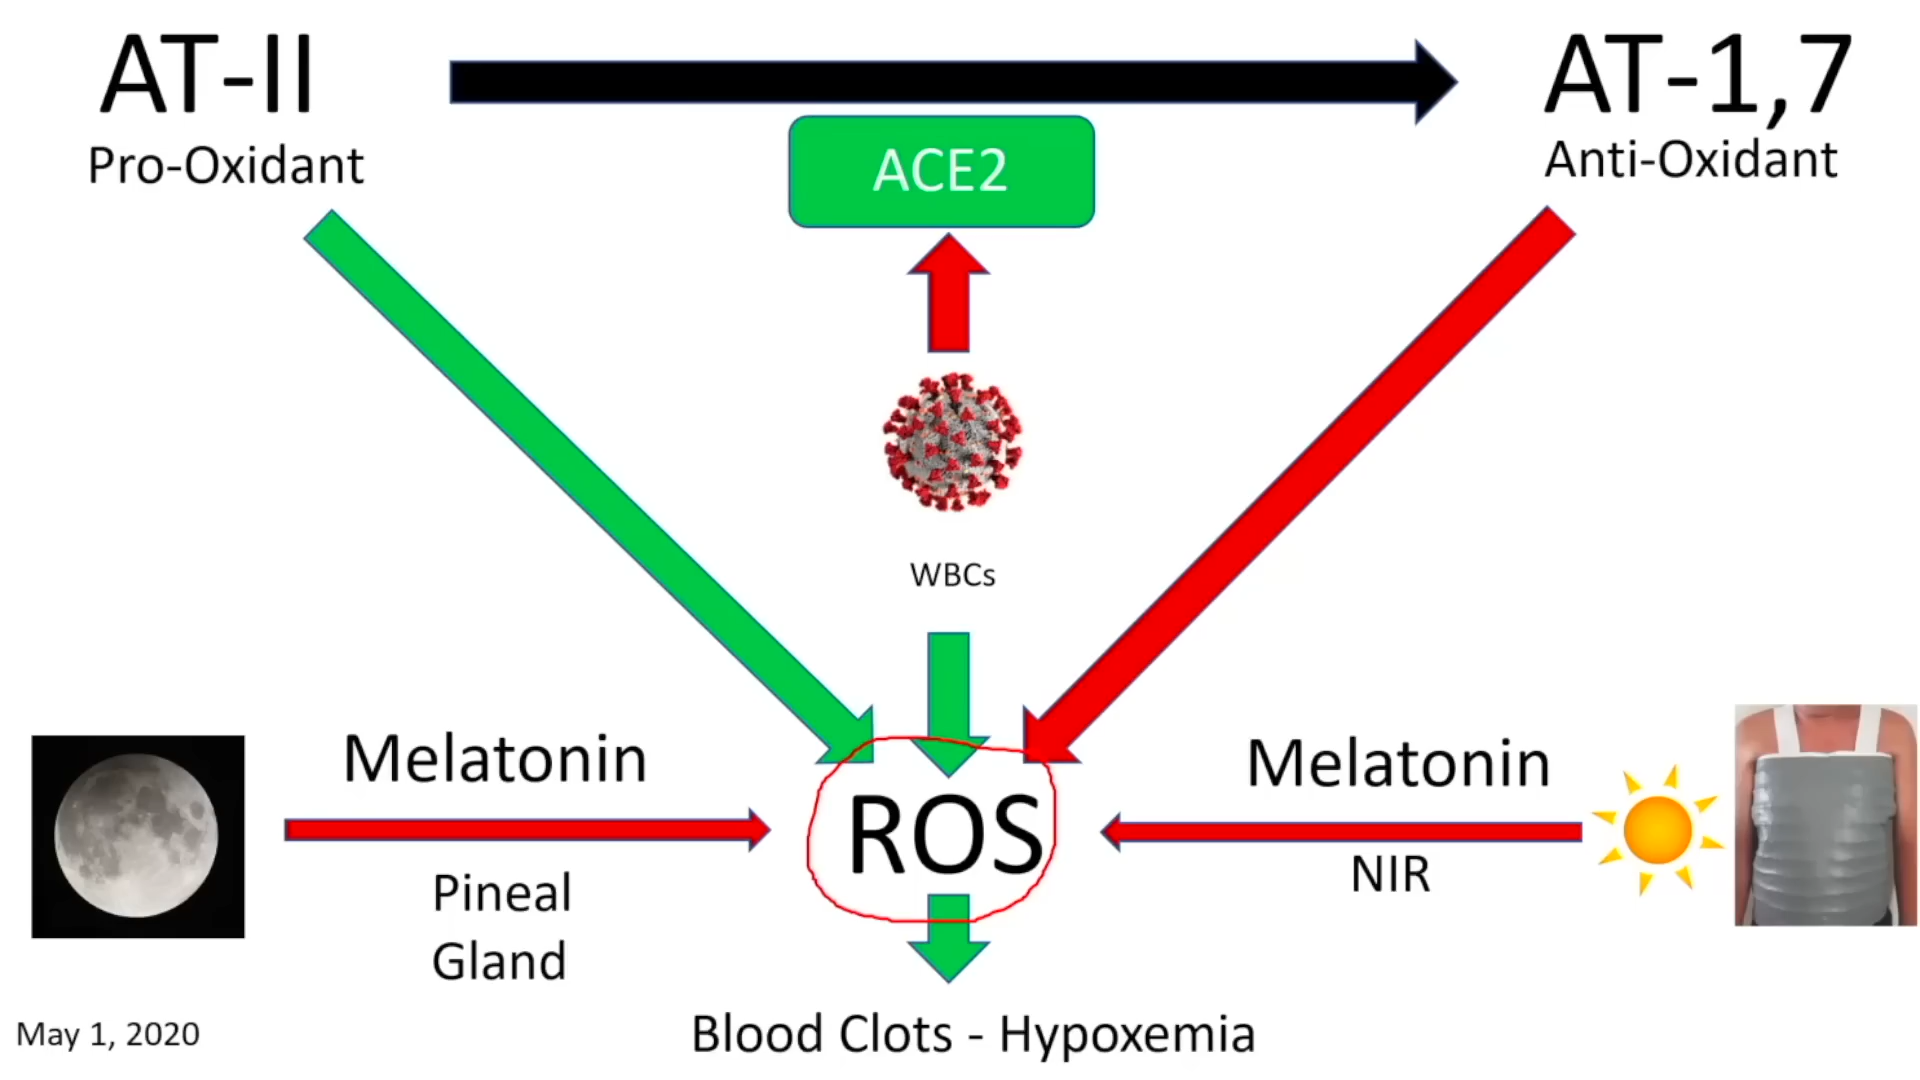 AT-II
AT-1,7
Pro-Oxidant
Anti-Oxidant
ACE2
WBCs
Melatonin
Melatonin
ROS
NIR
Pineal
Gland
May 1, 2020
Blood Clots - Hypoxemia